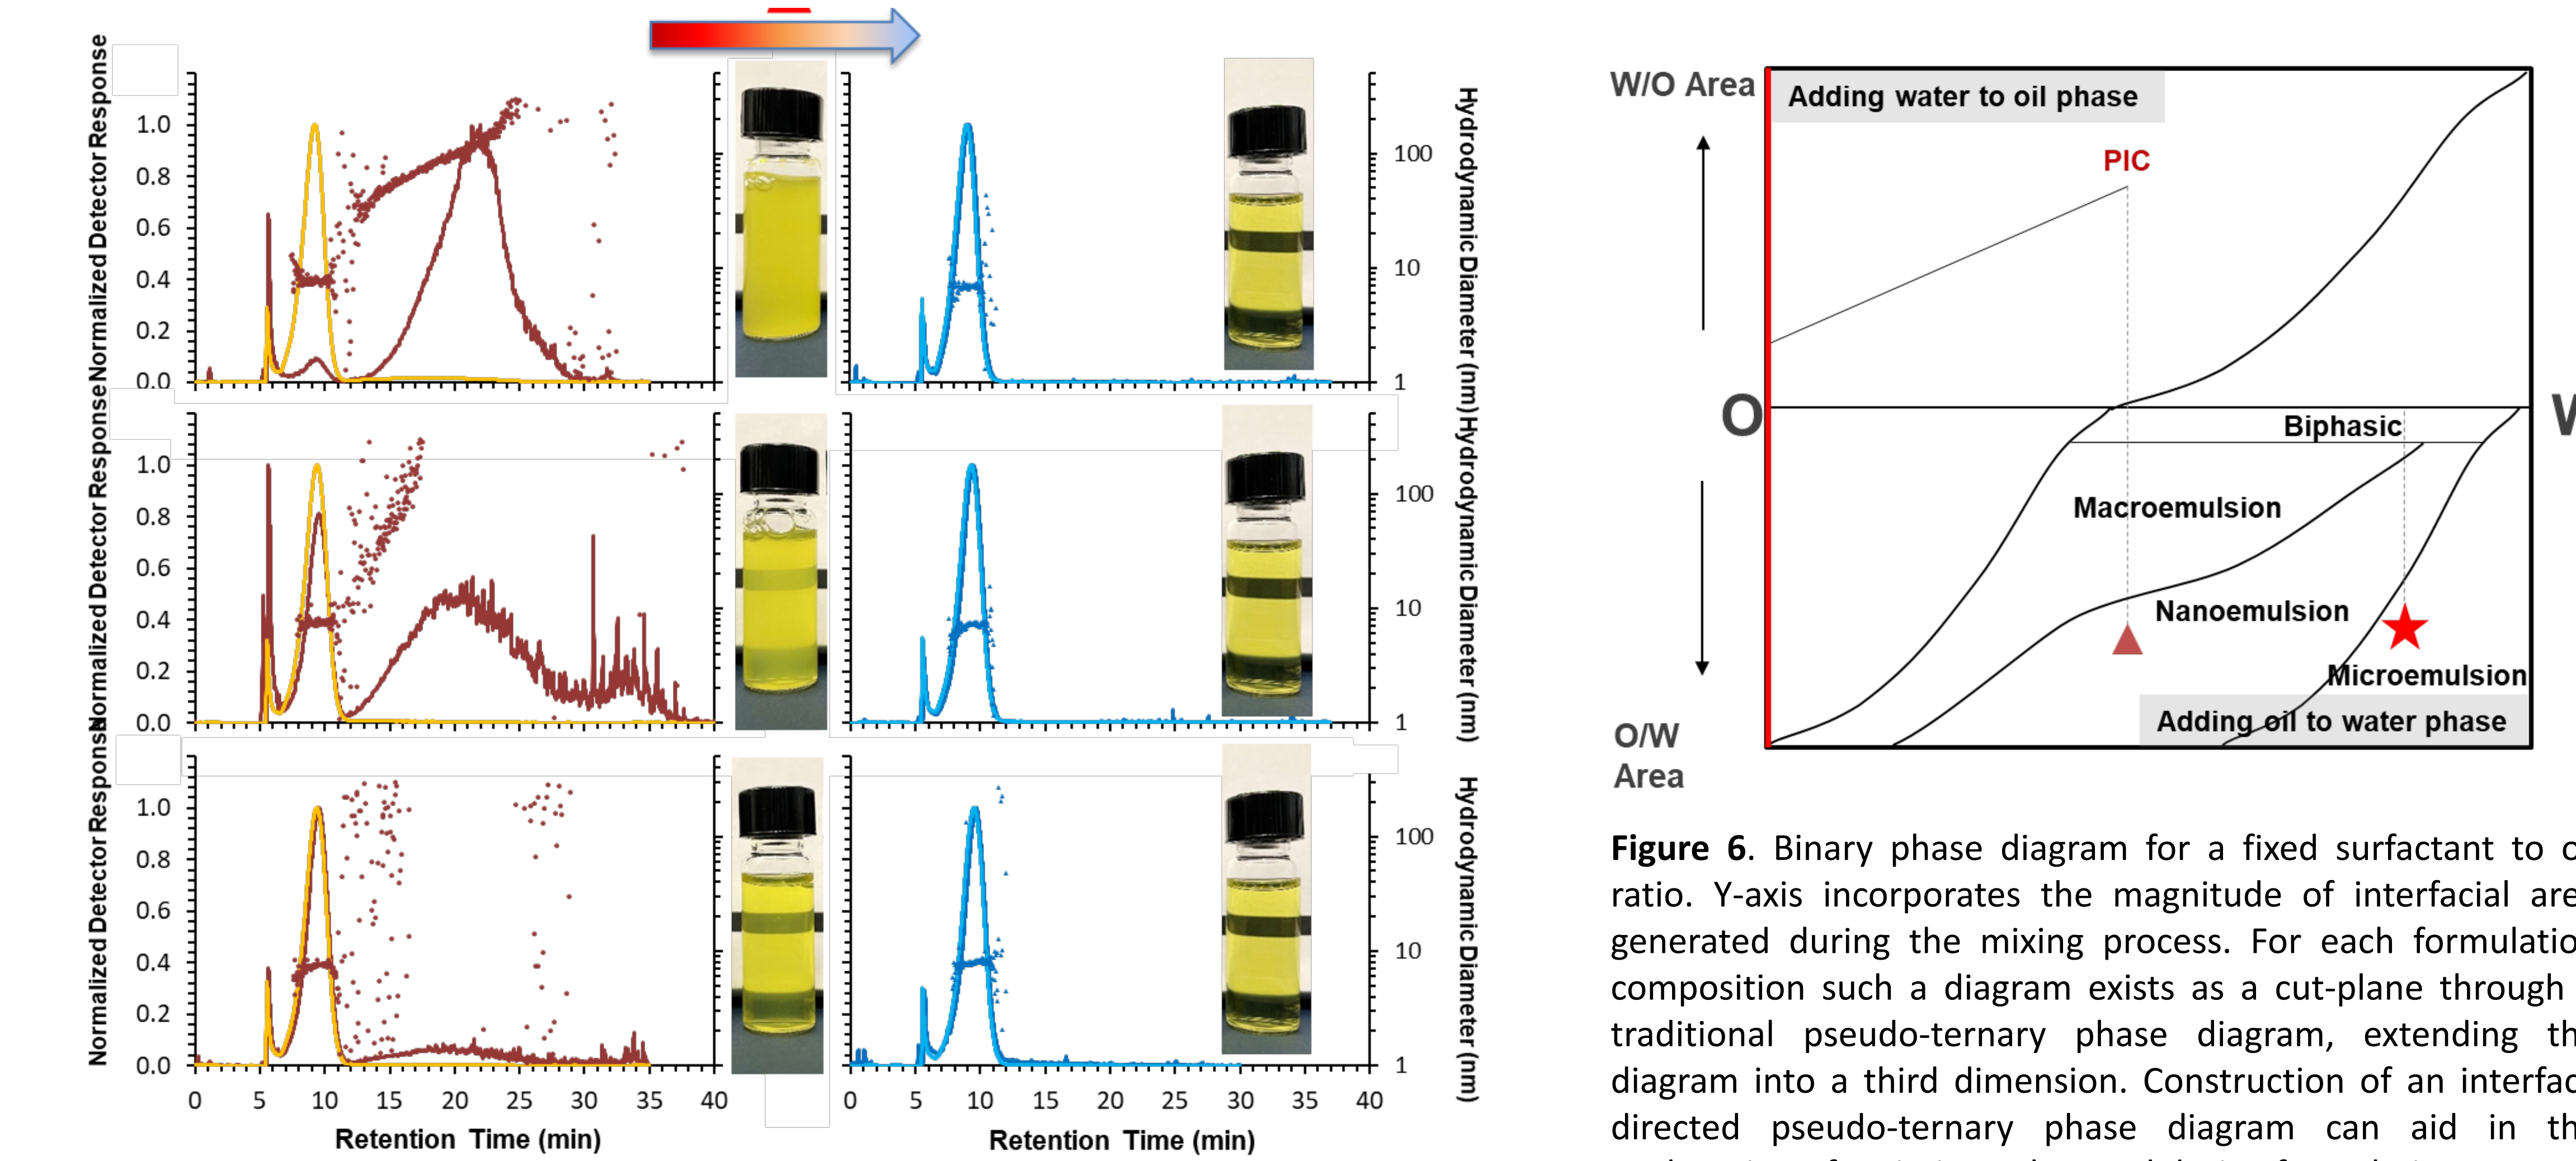 Normalized Detector Response
1.0
0.8
0.6
0.4
0.2
0.0
100
10
1
Hydrodynamic Diameter (nm)
Normalized Detector Response
1.0
0.8
0.6
0.4
0.2
0.0
100
10
1
Hydrodynamic Diameter (nm)
Normalized Detector Response
1.0
0.8
0.6
0.4
0.2
0.0
100
10
1
Hydrodynamic Diameter (nm)
0 5 10 15 20 25 30 35 40
0 5 10 15 20 25 30 35 40
Retention Time (min)
Retention Time (min)
W/O Area
Adding water to oil phase
PIC
O
W
Biphasic
Macroemulsion
Nanoemulsion
Microemulsion
Adding oil to water phase
O/W
Area
Figure 6. Binary phase diagram for a fixed surfactant to
ratio. Y-axis incorporates the magnitude of interfacial
generated during the mixing process. For each
composition such a diagram exists as a cut-plane through
traditional pseudo-ternary phase diagram, extending
diagram into a third dimension. Construction of an
directed pseudo-ternary phase diagram can aid in